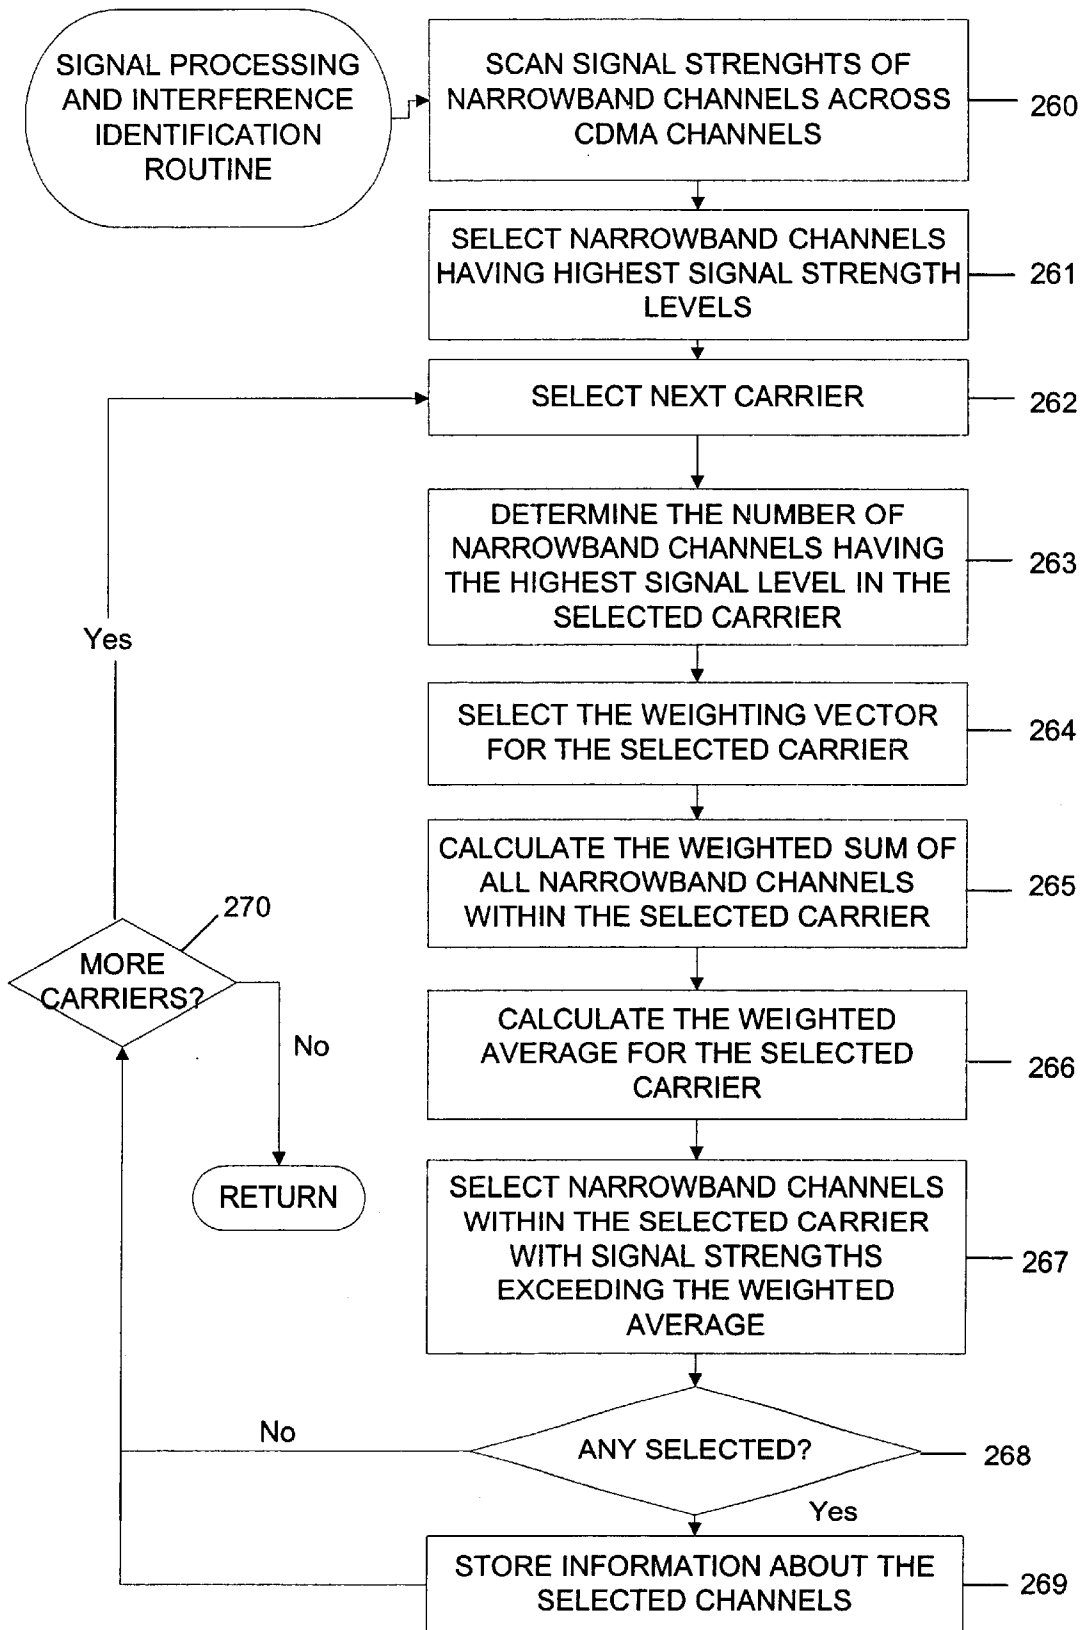 SIGNAL PROCESSING
AND INTERFERENCE
IDENTIFICATION
ROUTINE
SCAN SIGNAL STRENGHTS OF
NARROWBAND CHANNELS ACROSS
CDMA CHANNELS
260
SELECT NARROWBAND CHANNELS
HAVING HIGHEST SIGNAL STRENGTH
LEVELS
261
SELECT NEXT CARRIER
262
DETERMINE THE NUMBER OF
NARROWBAND CHANNELS HAVING
THE HIGHEST SIGNAL LEVEL IN THE
SELECTED CARRIER
263
Yes
SELECT THE WEIGHTING VECTOR
FOR THE SELECTED CARRIER
264
CALCULATE THE WEIGHTED SUM OF
ALL NARROWBAND CHANNELS
WITHIN THE SELECTED CARRIER
265
270
MORE
CARRIERS?
No
CALCULATE THE WEIGHTED
AVERAGE FOR THE SELECTED
CARRIER
266
RETURN
SELECT NARROWBAND CHANNELS
WITHIN THE SELECTED CARRIER
WITH SIGNAL STRENGTHS
EXCEEDING THE WEIGHTED
AVERAGE
267
No
ANY SELECTED?
268
Yes
STORE INFORMATION ABOUT THE
SELECTED CHANNELS
269